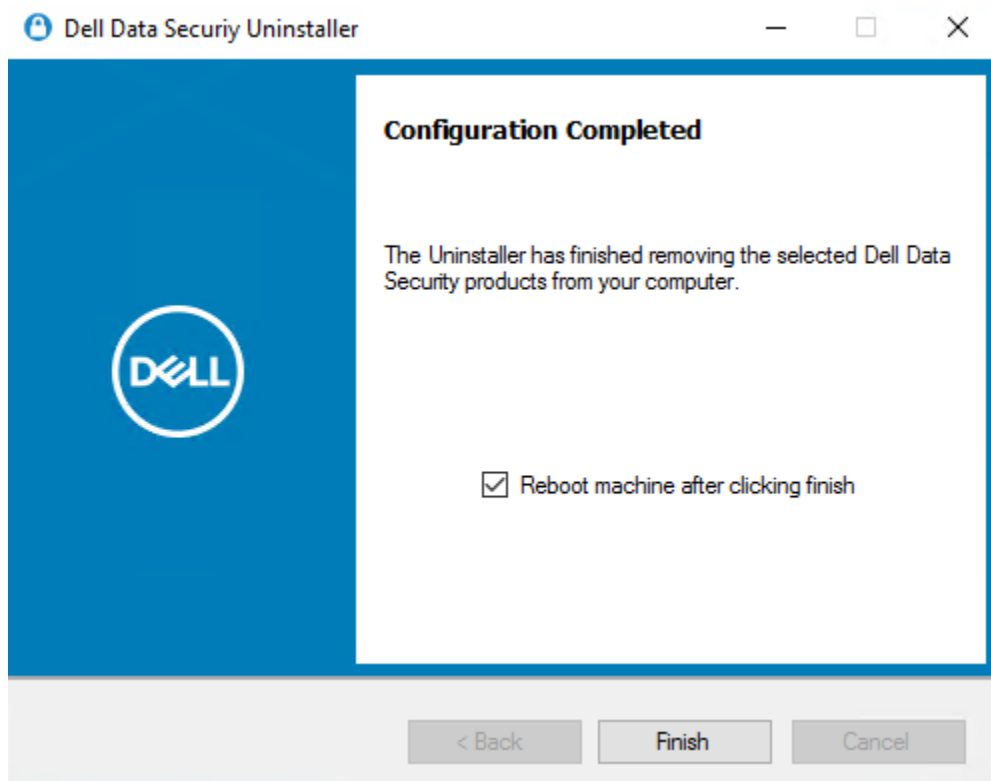 Dell Data Securiy Uninstaller
Configuration Completed
The Uninstaller has finished removing the selected Dell Data
Security products from your computer.
DELL
Reboot machine after clicking finish
< Back
Finish
Cancel